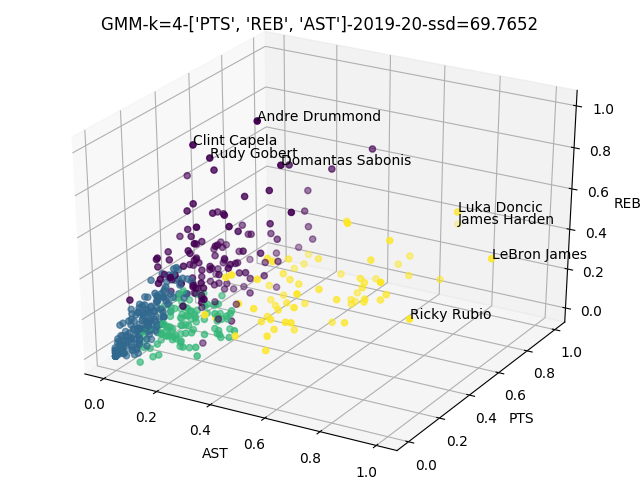 GMM-k=4-['PTS', 'REB', 'AST']-2019-20-ssd=69.7652
Andre Drummond
Clint Capela
Rudy Gobert
Domantas Sabonis
Luka Doncic
James Harden
LeBron James
Ricky Rubio
1.0
0.8
0.6
0.4
0.2
0.0
REB
1.0
0.8
0.6
0.4
0.2
0.0
PTS
0.0
0.2
0.4
0.6
0.8
1.0
AST